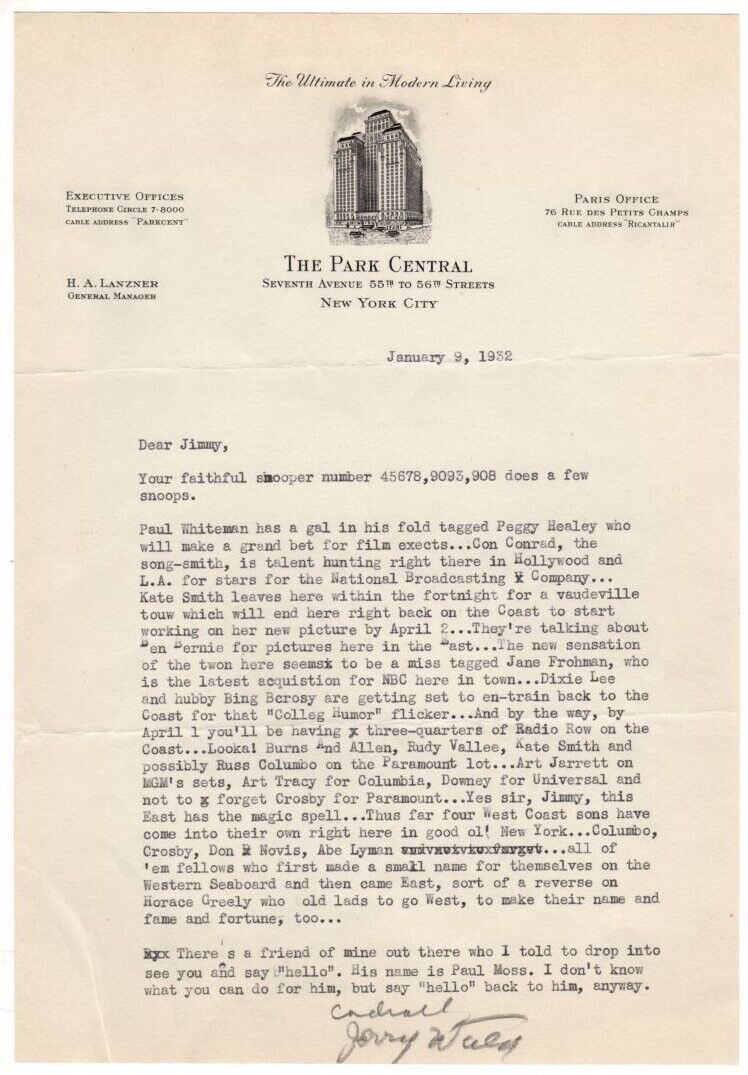 The Ultimate in Modern Living
EXECUTIVE OFFICES
TELEPHONE CIRCLE 7-8000
CABLE ADDRESS "PARKCENT"
PARIS OFFICE
76 RUE DES PETITS CHAMPS
CABLE ADDRESS "RICANTALIR"
H. A. LANZNER
GENERAL MANAGER
THE PARK CENTRAL
SEVENTH AVENUE 55TH TO 56TH STREETS
NEW YORK CITY
January 9, 1932
Dear Jimmy,
Your faithful snooper number 45678,9093,908 does a few
snoops.
Paul Whiteman has a gal in his fold tagged Peggy Healey who
will make a grand bet for film exects...Con Conrad, the
song-smith, is talent hunting right there in Hollywood and
L.A. for stars for the National Broadcasting Company...
Kate Smith leaves here within the fortnight for a vaudeville
touw which will end here right back on the Coast to start
working on her new picture by April 2...They're talking about
Ben Bernie for pictures here in the East...The new sensation
of the twon here seems to be a miss tagged Jane Frohman, who
is the latest acquistion for NBC here in town...Dixie Lee
and hubby Bing Bcrosy are getting set to en-train back to the
Coast for that "Colleg Humor" flicker...And by the way, by
April 1 you'll be having x three-quarters of Radio Row on the
Coast...Looka! Burns And Allen, Rudy Vallee, Kate Smith and
possibly Russ Columbo on the Paramount lot...Art Jarrett on
MGM's sets, Art Tracy for Columbia, Downey for Universal and
not to x forget Crosby for Paramount...Yes sir, Jimmy, this
East has the magic spell...Thus far four West Coast sons have
come into their own right here in good ol! New York...Columbo,
Crosby, Don Novis, Abe Lyman ...all of
'em fellows who first made a small name for themselves on the
Western Seaboard and then came East, sort of a reverse on
Horace Greely who old lads to go West, to make their name and
fame and fortune, too...
There's a friend of mine out there who I told to drop into
see you and say "hello". His name is Paul Moss. I don't know
what you can do for him, but say "hello" back to him, anyway.
Jerry Wald